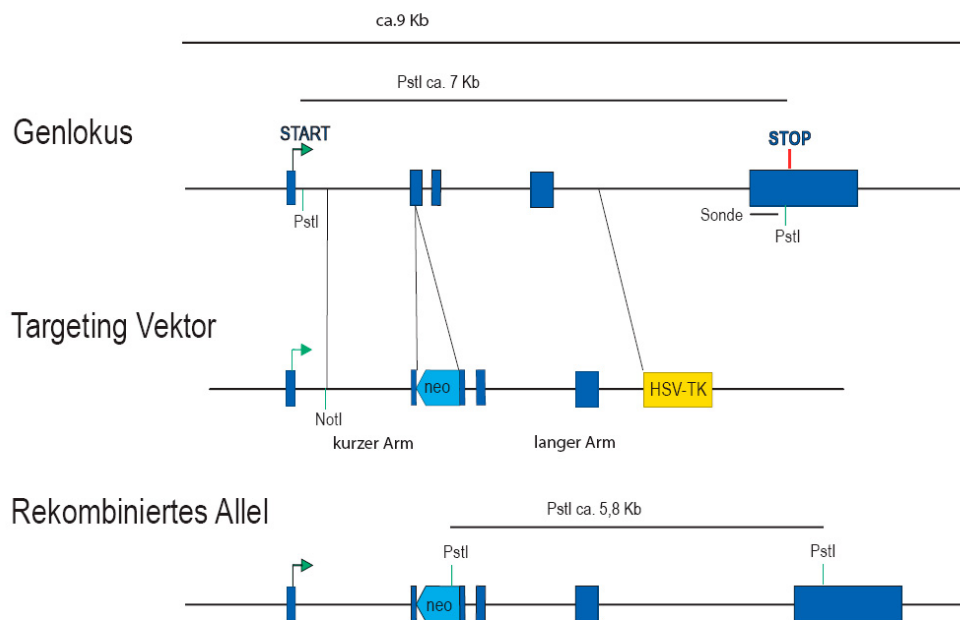 ca.9 Kb
PstI ca. 7 Kb
Genlokus
START
STOP
PstI
Sonde
PstI
Targeting Vektor
neo
HSV-TK
NotI
kurzer Arm
langer Arm
Rekombiniertes Allel
PstI ca. 5,8 Kb
PstI
PstI
neo